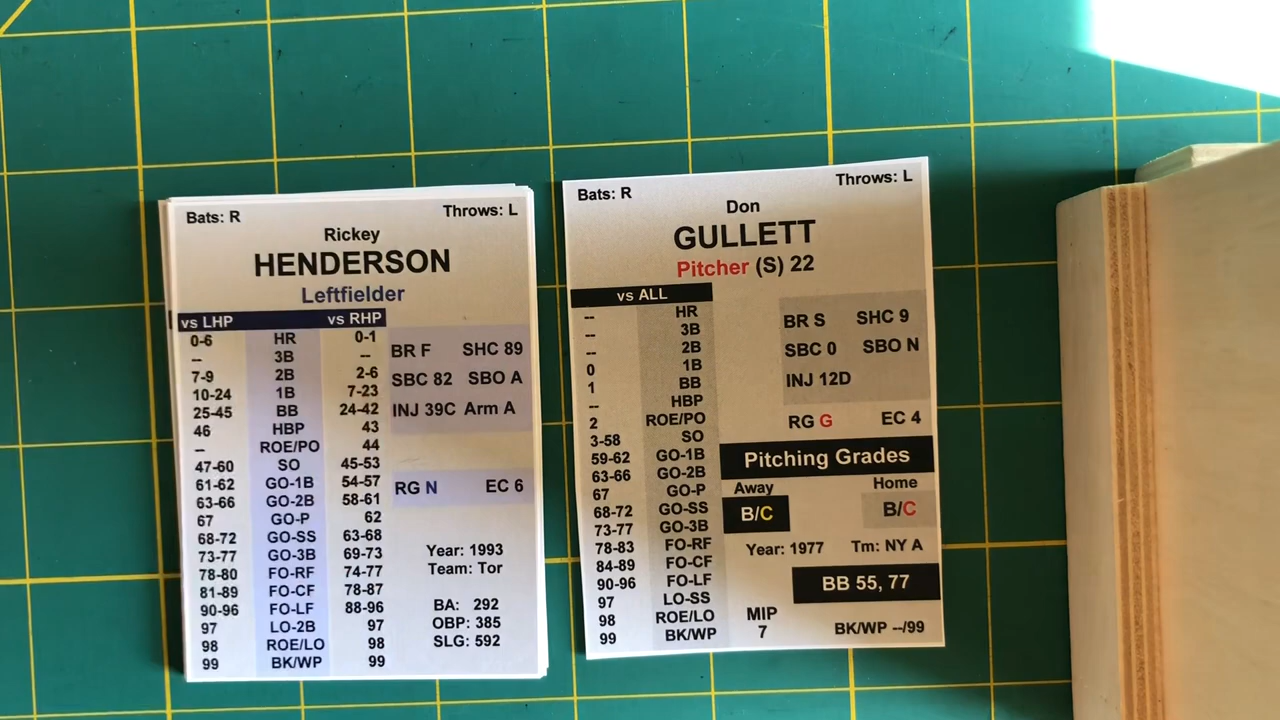 Bats: R Throws: L
Rickey
HENDERSON
Leftfielder
vs LHP vs RHP
0-6 HR 0-1
-- 3B --
7-9 2B 2-6
10-24 1B 7-23
25-45 BB 24-42
46 HBP 43
-- ROE/PO 44
47-60 SO 45-53
61-62 GO-1B 54-57
63-66 GO-2B 58-61
67 GO-P 62
68-72 GO-SS 63-68
73-77 GO-3B 69-73
78-80 FO-RF 74-77
81-89 FO-CF 78-87
90-96 FO-LF 88-96
97 LO-2B 97
98 ROE/LO 98
99 BK/WP 99
BR F SHC 89
SBC 82 SBO A
INJ 39C Arm A
RG N EC 6
Year: 1993
Team: Tor
BA: 292
OBP: 385
SLG: 592
Bats: R Throws: L
Don
GULLETT
Pitcher (S) 22
vs ALL
-- HR
-- 3B
-- 2B
0 1B
1 BB
-- HBP
2 ROE/PO
3-58 SO
59-62 GO-1B
63-66 GO-2B
67 GO-P
68-72 GO-SS
73-77 GO-3B
78-83 FO-RF
84-89 FO-CF
90-96 FO-LF
97 LO-SS
98 ROE/LO
99 BK/WP
BR S SHC 9
SBC 0 SBO N
INJ 12D
RG G EC 4
Pitching Grades
Away Home
B/C B/C
Year: 1977 Tm: NY A
BB 55, 77
MIP
7
BK/WP --/99